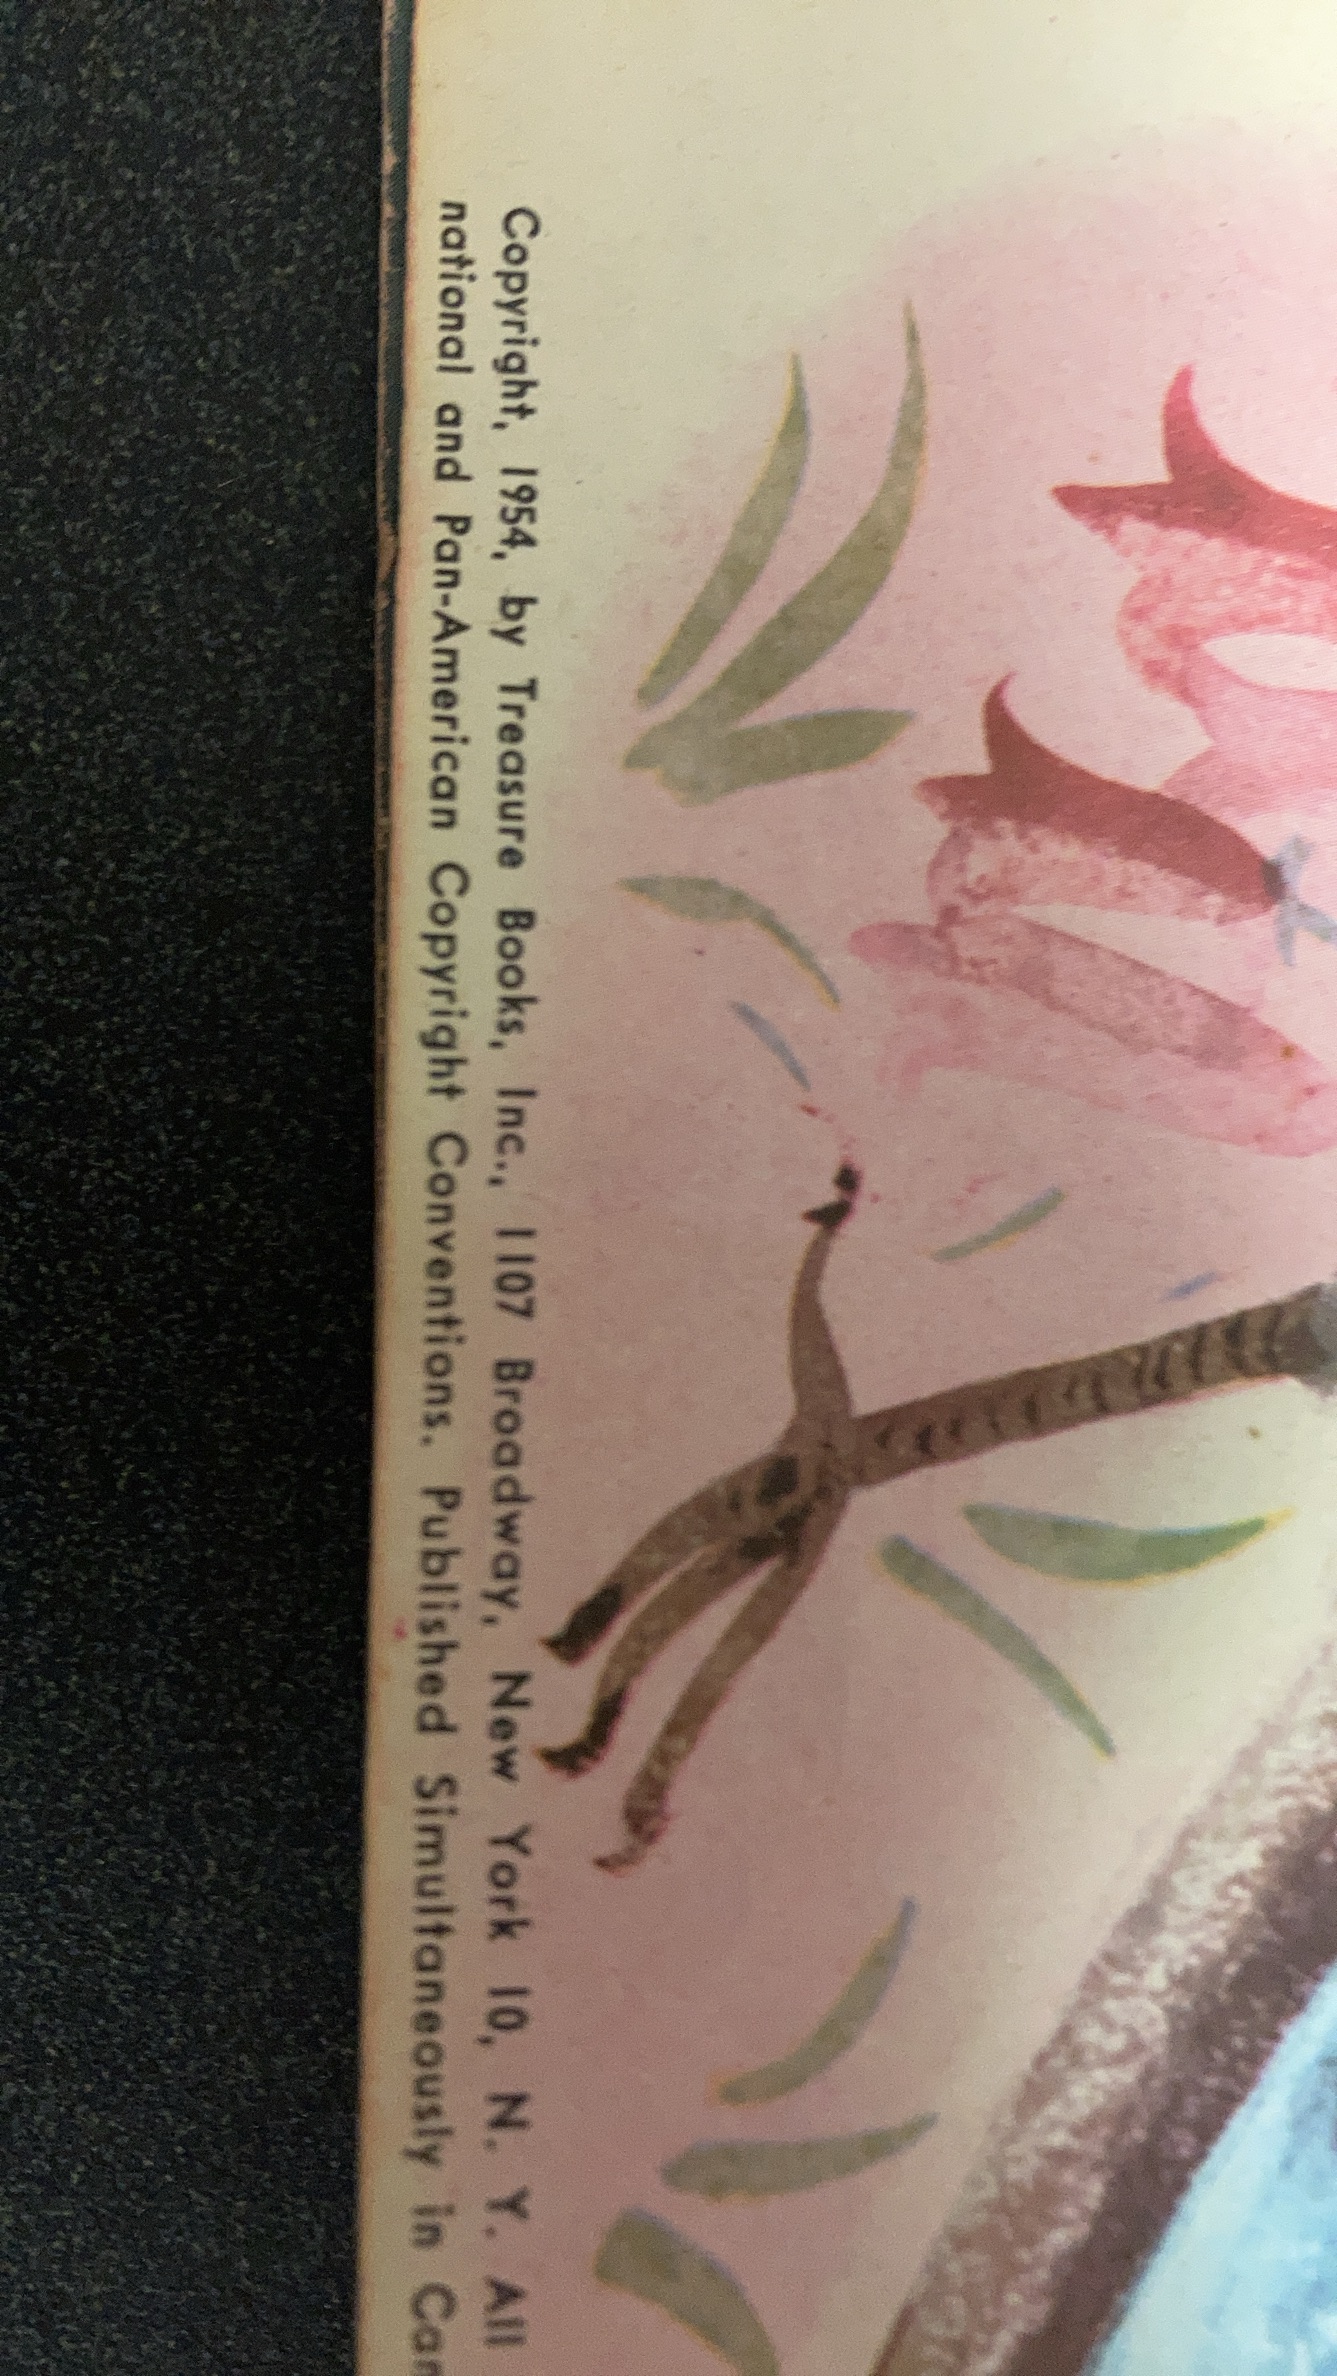 Copyright, 1954, by Treasure Books, Inc., 1107 Broadway, New York 10, N. Y. All
national and Pan-American Copyright Conventions. Published Simultaneously in